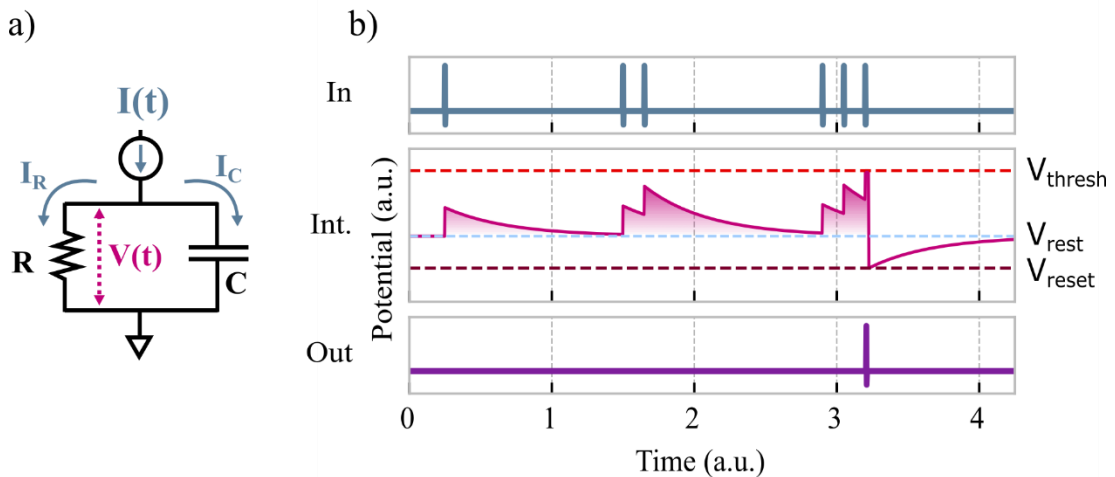 a)
I(t)
I_R
I_C
R
V(t)
C
b)
In
Int.
Out
Potential (a.u.)
V_thresh
V_rest
V_reset
0 1 2 3 4
Time (a.u.)